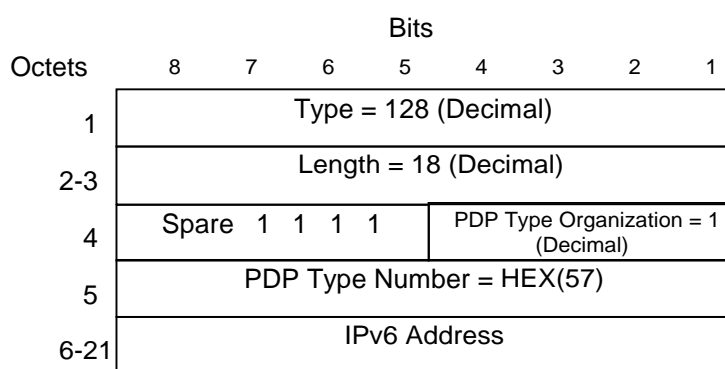 Bits
Octets 8 7 6 5 4 3 2 1
1 Type = 128 (Decimal)
2-3 Length = 18 (Decimal)
4 Spare 1 1 1 1 PDP Type Organization = 1
(Decimal)
5 PDP Type Number = HEX(57)
6-21 IPv6 Address